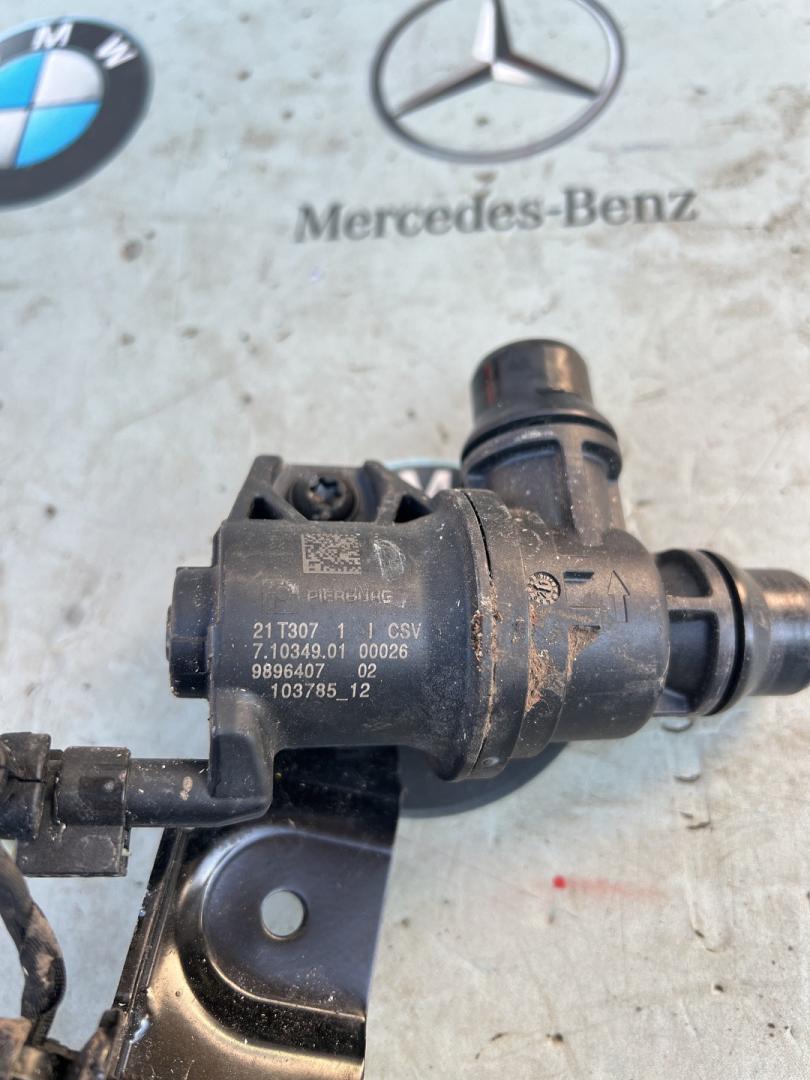 BMW
Mercedes-Benz
M
PIERBURG
21T307 1 I CSV
7.10349.01 00026
9896407 02
103785_12